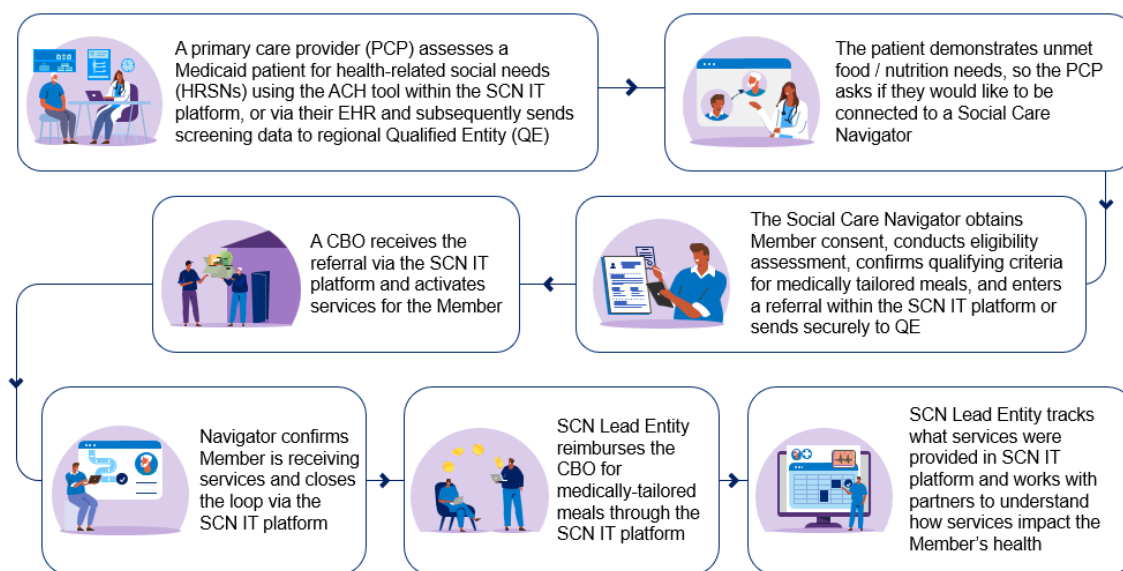 A primary care provider (PCP) assesses a
Medicaid patient for health-related social needs
(HRSNs) using the ACH tool within the SCN IT
platform, or via their EHR and subsequently sends
screening data to regional Qualified Entity (QE)
The patient demonstrates unmet
food / nutrition needs, so the PCP
asks if they would like to be
connected to a Social Care
Navigator
The Social Care Navigator obtains
Member consent, conducts eligibility
assessment, confirms qualifying criteria
for medically tailored meals, and enters
a referral within the SCN IT platform or
sends securely to QE
A CBO receives the
referral via the SCN IT
platform and activates
services for the Member
Navigator confirms
Member is receiving
services and closes
the loop via the
SCN IT platform
SCN Lead Entity
reimburses the
CBO for
medically-tailored
meals through the
SCN IT platform
SCN Lead Entity tracks
what services were
provided in SCN IT
platform and works with
partners to understand
how services impact the
Member's health